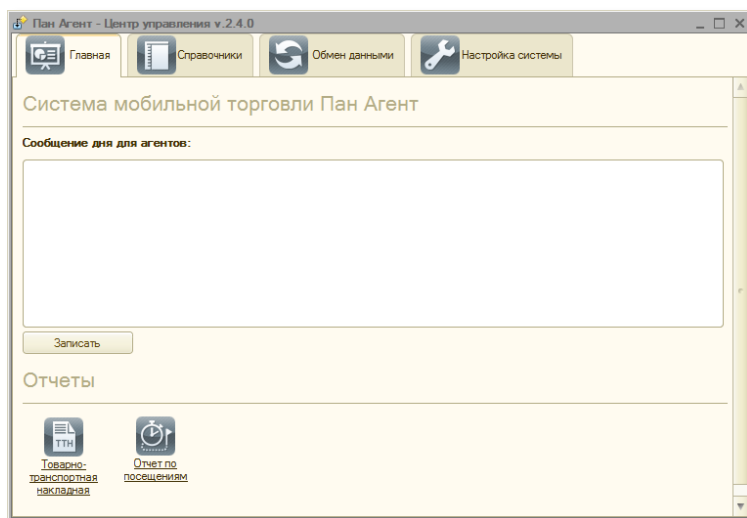 Пан Агент - Центр управления v.2.4.0
Главная
Справочники
Обмен данными
Настройка системы
Система мобильной торговли Пан Агент
Сообщение дня для агентов:
Записать
Отчеты
ТТН
Товарно-
транспортная
накладная
Отчет по
посещениям